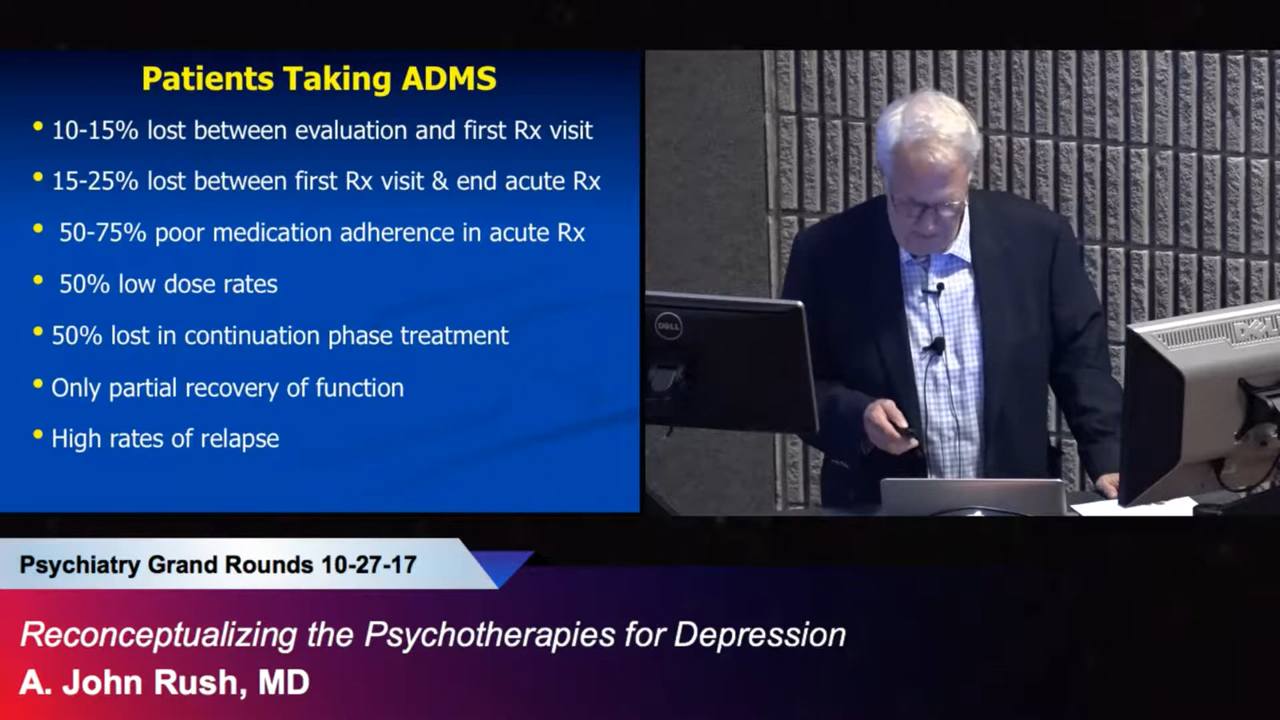 Patients Taking ADMS
• 10-15% lost between evaluation and first Rx visit
• 15-25% lost between first Rx visit & end acute Rx
• 50-75% poor medication adherence in acute Rx
• 50% low dose rates
• 50% lost in continuation phase treatment
• Only partial recovery of function
• High rates of relapse
DELL
DELL
Psychiatry Grand Rounds 10-27-17
Reconceptualizing the Psychotherapies for Depression
A. John Rush, MD